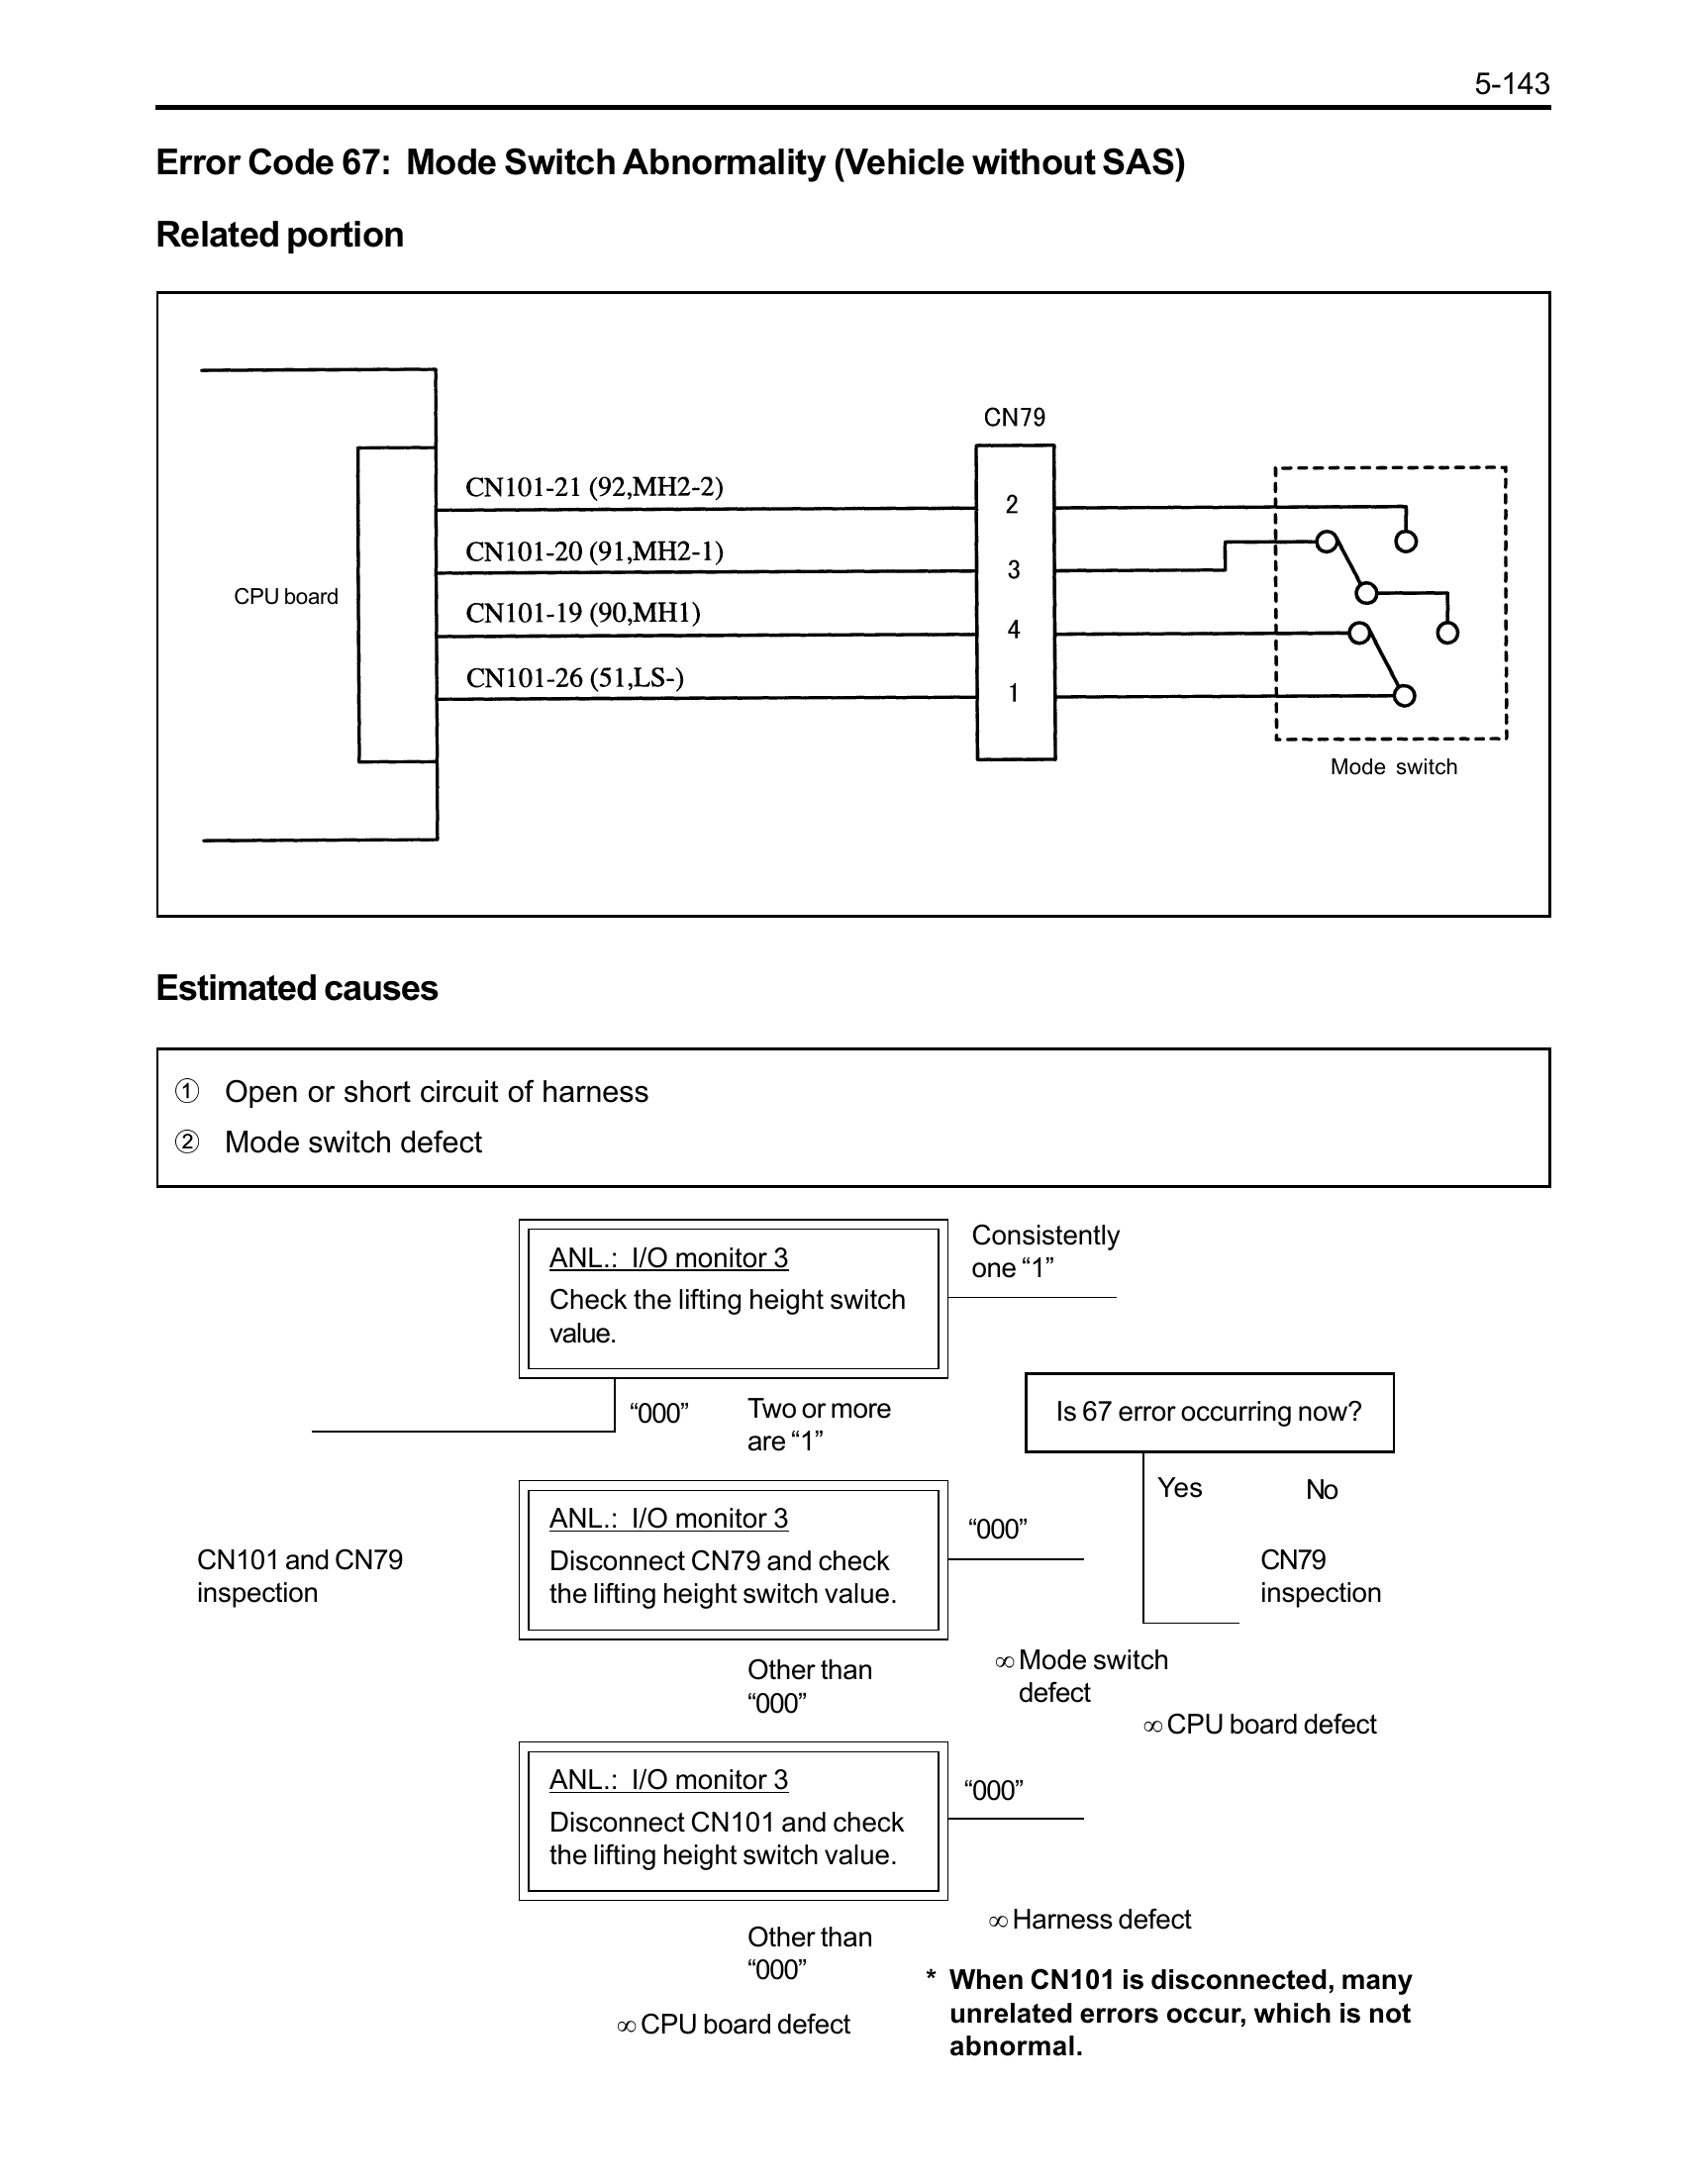 5-143
Error Code 67: Mode Switch Abnormality (Vehicle without SAS)
Related portion
CN79
CN101-21 (92,MH2-2)
2
CN101-20 (91,MH2-1)
3
CPU board
CN101-19 (90,MH1)
4
CN101-26 (51,LS-)
1
Mode switch
Estimated causes
① Open or short circuit of harness
② Mode switch defect
ANL.: I/O monitor 3
Check the lifting height switch
value.
Consistently
one “1”
“000”
Two or more
are “1”
Is 67 error occurring now?
Yes
No
CN101 and CN79
inspection
ANL.: I/O monitor 3
Disconnect CN79 and check
the lifting height switch value.
“000”
CN79
inspection
Other than
“000”
∞ Mode switch
defect
∞ CPU board defect
ANL.: I/O monitor 3
Disconnect CN101 and check
the lifting height switch value.
“000”
∞ Harness defect
Other than
“000”
∞ CPU board defect
* When CN101 is disconnected, many
unrelated errors occur, which is not
abnormal.